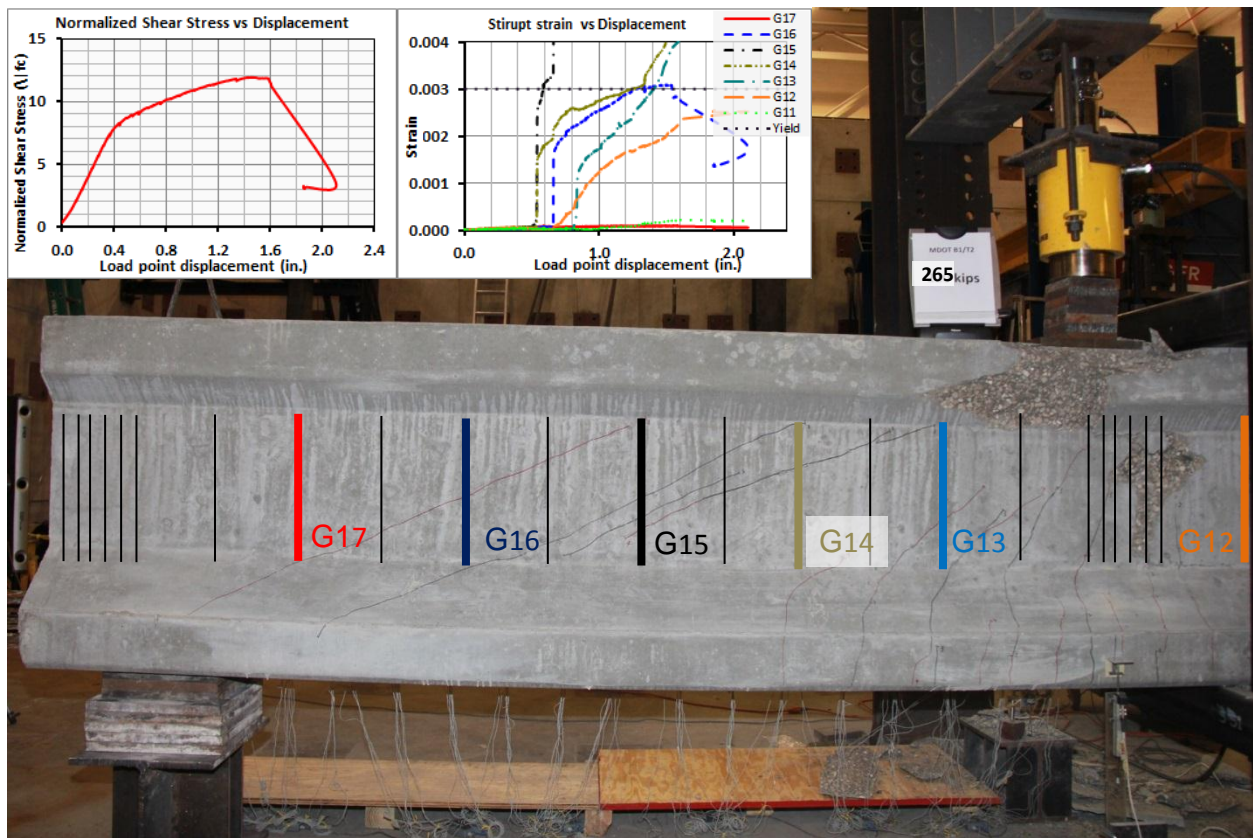 Normalized Shear Stress vs Displacement
Normalized Shear Stress (√ fc)
15
10
5
0
0.0 0.4 0.8 1.2 1.6 2.0 2.4
Load point displacement (in.)
Stirupt strain vs Displacement
Strain
0.004
0.003
0.002
0.001
0.000
0.0 1.0 2.0
Load point displacement (in.)
G17
G16
G15
G14
G13
G12
G11
Yield
MDOT B1/T2
265 kips
G17
G16
G15
G14
G13
G12